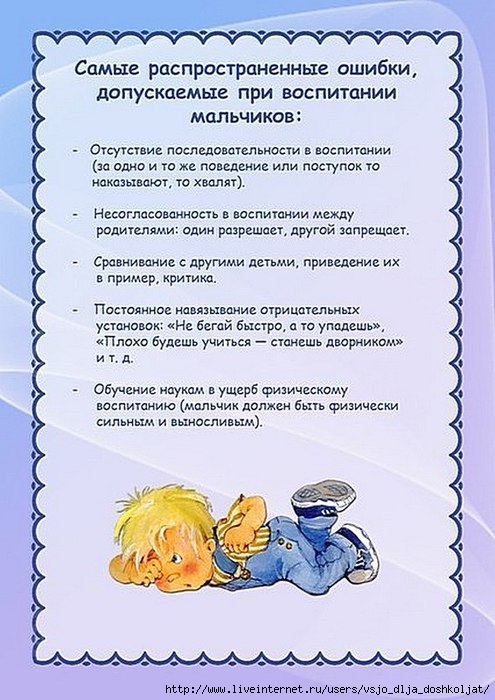 Самые распространенные ошибки,
допускаемые при воспитании
мальчиков:
- Отсутствие последовательности в воспитании
(за одно и то же поведение или поступок то
наказывают, то хвалят).
- Несогласованность в воспитании между
родителями: один разрешает, другой запрещает.
- Сравнивание с другими детьми, приведение их
в пример, критика.
- Постоянное навязывание отрицательных
установок: «Не бегай быстро, а то упадешь»,
«Плохо будешь учиться — станешь дворником»
и т. д.
- Обучение наукам в ущерб физическому
воспитанию (мальчик должен быть физически
сильным и выносливым).
http://www.liveinternet.ru/users/vsjo_dlja_doshkoljat/